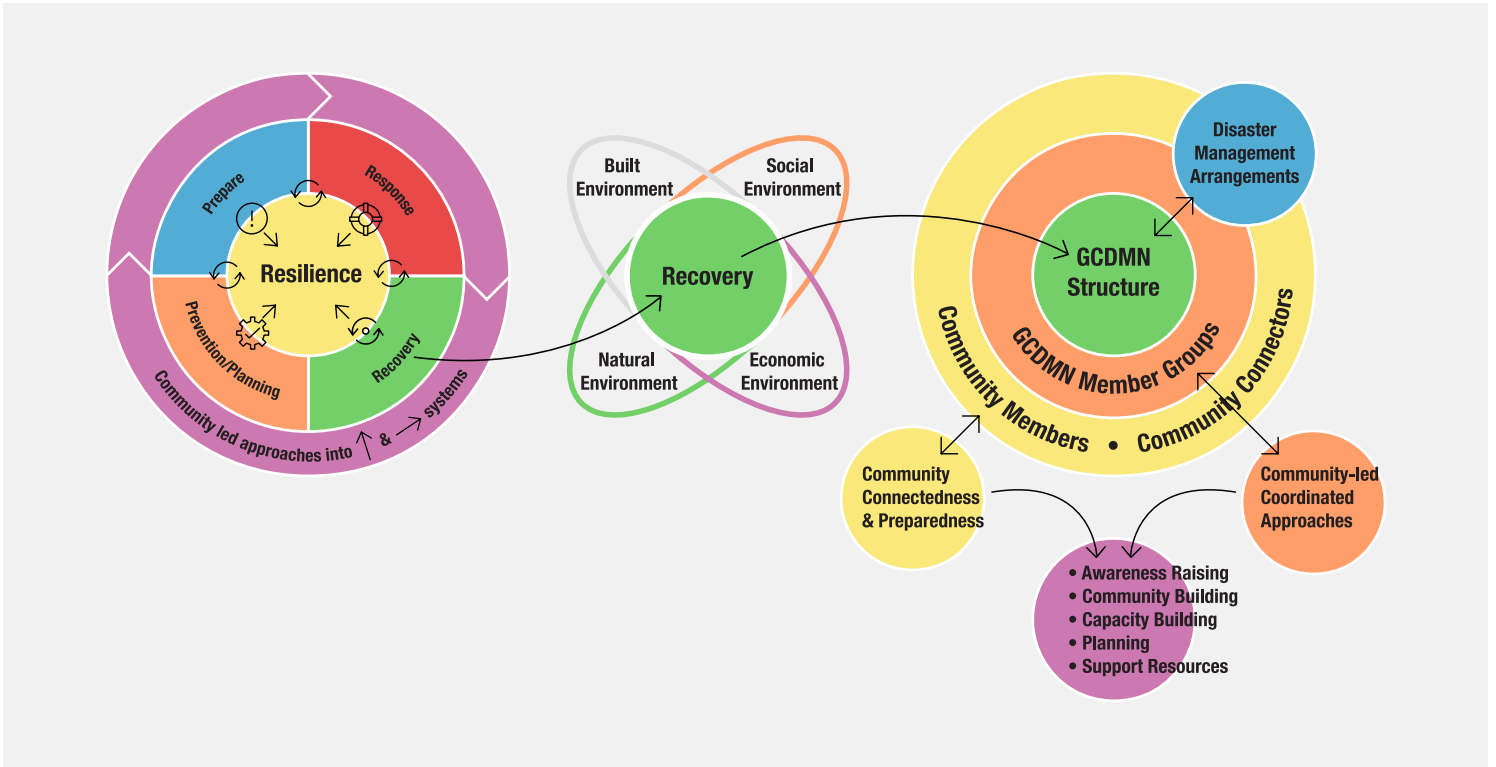 Prepare
Response
Resilience
Prevention/Planning
Recovery
Community led approaches into & systems
Built
Environment
Social
Environment
Recovery
Natural
Environment
Economic
Environment
Disaster
Management
Arrangements
GCDMN
Structure
GCDMN Member Groups
Community Members • Community Connectors
Community
Connectedness
& Preparedness
Community-led
Coordinated
Approaches
• Awareness Raising
• Community Building
• Capacity Building
• Planning
• Support Resources